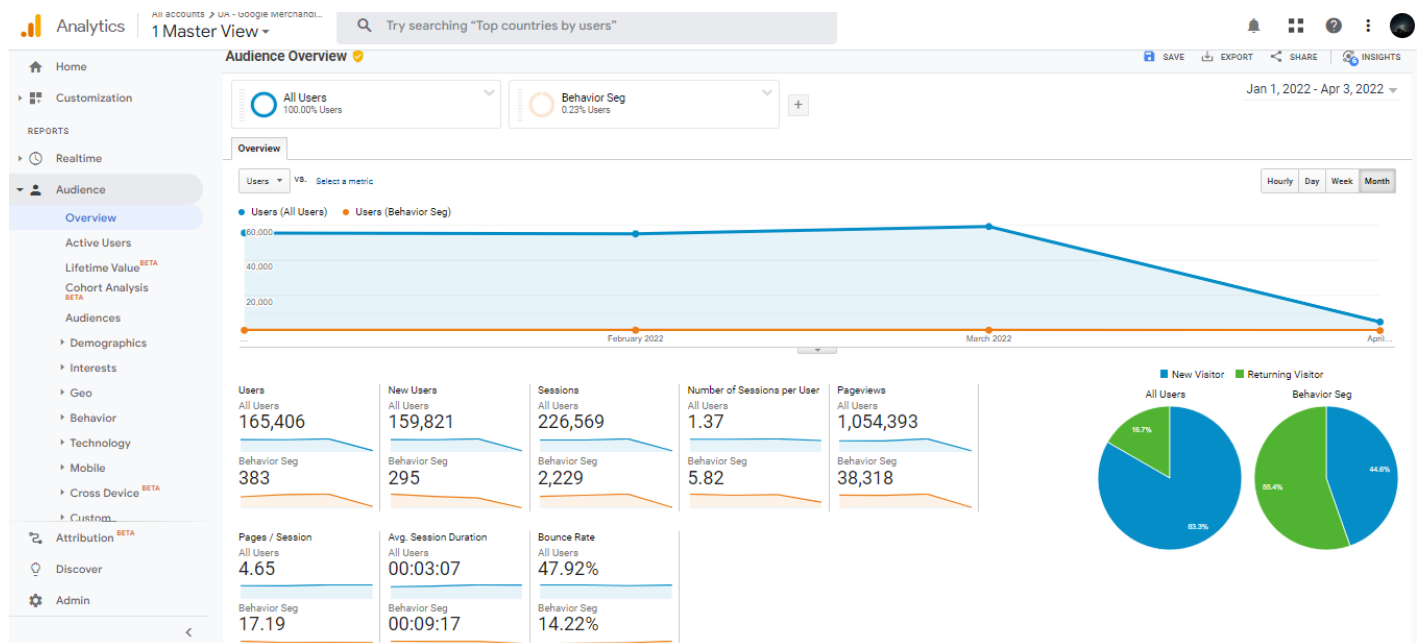 All accounts > UA - Google Merchandi...
Analytics
1 Master View
Try searching “Top countries by users”
Home
Customization
REPORTS
Realtime
Audience
Overview
Active Users
Lifetime Value BETA
Cohort Analysis
BETA
Audiences
Demographics
Interests
Geo
Behavior
Technology
Mobile
Cross Device BETA
Custom
Attribution BETA
Discover
Admin
Audience Overview
SAVE
EXPORT
SHARE
INSIGHTS
Jan 1, 2022 - Apr 3, 2022
All Users
100.00% Users
Behavior Seg
0.23% Users
+
Overview
Users
VS.
Select a metric
Hourly
Day
Week
Month
Users (All Users)
Users (Behavior Seg)
60,000
40,000
20,000
...
February 2022
March 2022
April...
Users
All Users
165,406
Behavior Seg
383
New Users
All Users
159,821
Behavior Seg
295
Sessions
All Users
226,569
Behavior Seg
2,229
Number of Sessions per User
All Users
1.37
Behavior Seg
5.82
Pageviews
All Users
1,054,393
Behavior Seg
38,318
Pages / Session
All Users
4.65
Behavior Seg
17.19
Avg. Session Duration
All Users
00:03:07
Behavior Seg
00:09:17
Bounce Rate
All Users
47.92%
Behavior Seg
14.22%
New Visitor
Returning Visitor
All Users
16.7%
83.3%
Behavior Seg
44.6%
55.4%